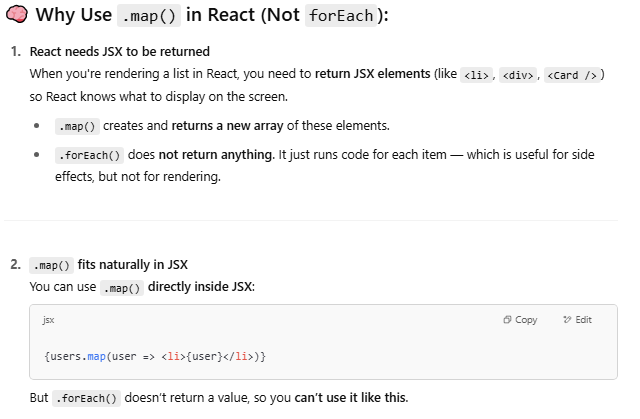 🧠 Why Use .map() in React (Not forEach):
1. React needs JSX to be returned
When you're rendering a list in React, you need to return JSX elements (like <li>, <div>, <Card />)
so React knows what to display on the screen.
• .map() creates and returns a new array of these elements.
• .forEach() does not return anything. It just runs code for each item — which is useful for side
effects, but not for rendering.
2. .map() fits naturally in JSX
You can use .map() directly inside JSX:
jsx Copy Edit
{users.map(user => <li>{user}</li>)}
But .forEach() doesn't return a value, so you can't use it like this.